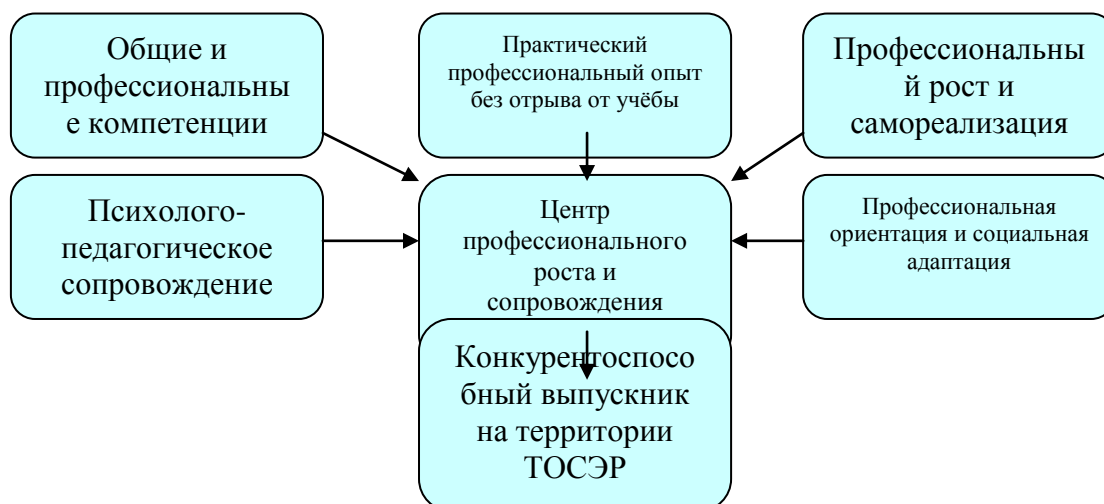 Общие и
профессиональны
е компетенции
Практический
профессиональный опыт
без отрыва от учёбы
Профессиональны
й рост и
самореализация
Психолого-
педагогическое
сопровождение
Центр
профессионального
роста и
сопровождения
Профессиональная
ориентация и социальная
адаптация
Конкурентоспосо
бный выпускник
на территории
ТОСЭР